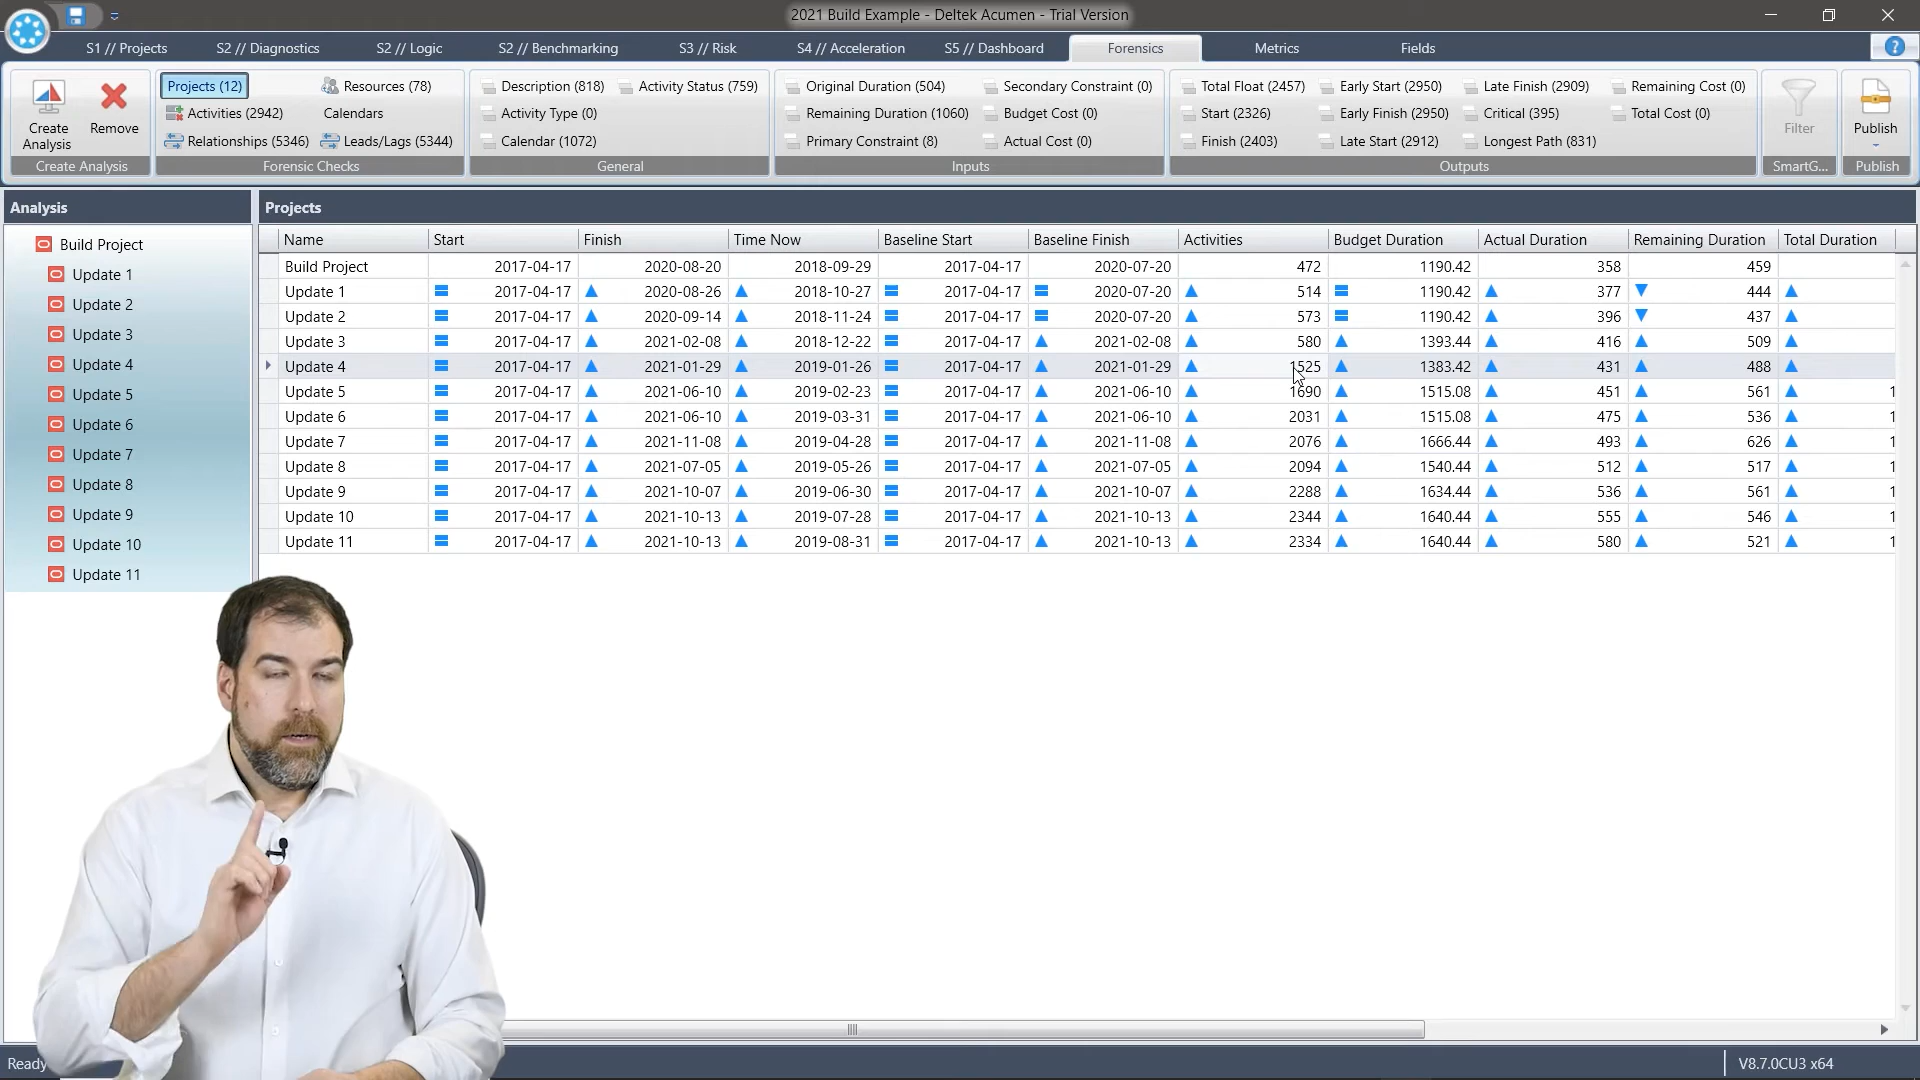 2021 Build Example - Deltek Acumen - Trial Version
S1 // Projects S2 // Diagnostics S2 // Logic S2 // Benchmarking S3 // Risk S4 // Acceleration S5 // Dashboard Forensics Metrics Fields
Projects (12) Resources (78) Description (818) Activity Status (759) Original Duration (504) Secondary Constraint (0) Total Float (2457) Early Start (2950) Late Finish (2909) Remaining Cost (0)
Activities (2942) Calendars Activity Type (0) Remaining Duration (1060) Budget Cost (0) Start (2326) Early Finish (2950) Critical (395) Total Cost (0)
Create Analysis Remove Filter Publish
Relationships (5346) Leads/Lags (5344) Calendar (1072) Primary Constraint (8) Actual Cost (0) Finish (2403) Late Start (2912) Longest Path (831)
Create Analysis Forensic Checks General Inputs Outputs SmartG... Publish
Analysis
Build Project
Update 1
Update 2
Update 3
Update 4
Update 5
Update 6
Update 7
Update 8
Update 9
Update 10
Update 11
Projects
Name Start Finish Time Now Baseline Start Baseline Finish Activities Budget Duration Actual Duration Remaining Duration Total Duration
Build Project 2017-04-17 2020-08-20 2018-09-29 2017-04-17 2020-07-20 472 1190.42 358 459
Update 1 2017-04-17 2020-08-26 2018-10-27 2017-04-17 2020-07-20 514 1190.42 377 444
Update 2 2017-04-17 2020-09-14 2018-11-24 2017-04-17 2020-07-20 573 1190.42 396 437
Update 3 2017-04-17 2021-02-08 2018-12-22 2017-04-17 2021-02-08 580 1393.44 416 509
Update 4 2017-04-17 2021-01-29 2019-01-26 2017-04-17 2021-01-29 1525 1383.42 431 488
Update 5 2017-04-17 2021-06-10 2019-02-23 2017-04-17 2021-06-10 1690 1515.08 451 561 1
Update 6 2017-04-17 2021-06-10 2019-03-31 2017-04-17 2021-06-10 2031 1515.08 475 536 1
Update 7 2017-04-17 2021-11-08 2019-04-28 2017-04-17 2021-11-08 2076 1666.44 493 626 1
Update 8 2017-04-17 2021-07-05 2019-05-26 2017-04-17 2021-07-05 2094 1540.44 512 517 1
Update 9 2017-04-17 2021-10-07 2019-06-30 2017-04-17 2021-10-07 2288 1634.44 536 561 1
Update 10 2017-04-17 2021-10-13 2019-07-28 2017-04-17 2021-10-13 2344 1640.44 555 546 1
Update 11 2017-04-17 2021-10-13 2019-08-31 2017-04-17 2021-10-13 2334 1640.44 580 521 1
Ready V8.7.0CU3 x64